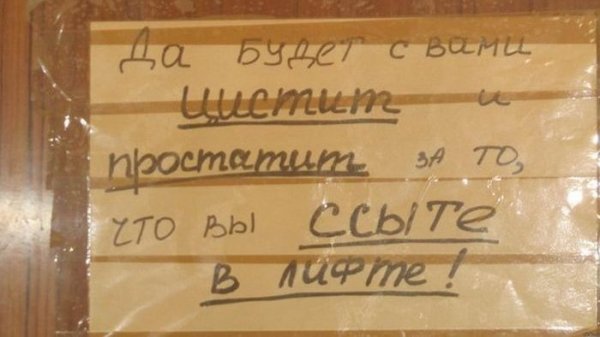 Да будет с вами
цистит и
простатит за то,
что вы ссыте
в лифте!